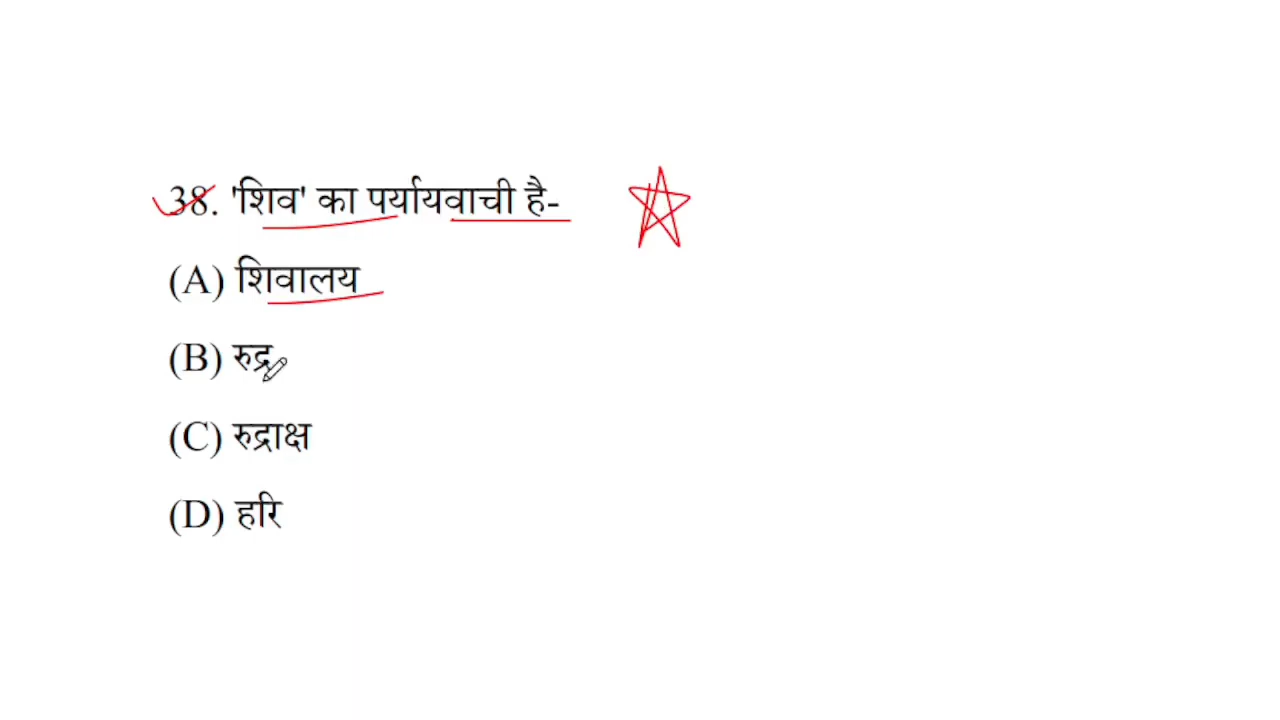 38. 'शिव' का पर्यायवाची है-
(A) शिवालय
(B) रुद्र
(C) रुद्राक्ष
(D) हरि